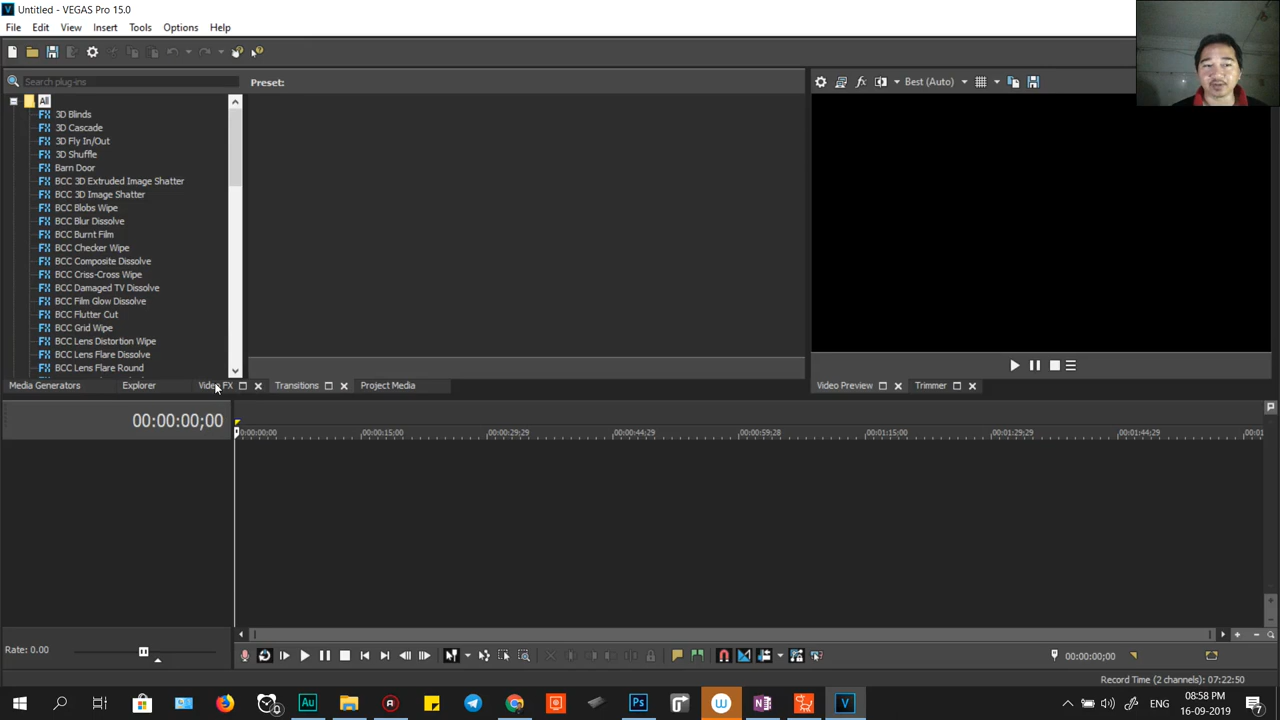 Untitled - VEGAS Pro 15.0
File Edit View Insert Tools Options Help
Search plug-ins
Preset:
Best (Auto)
All
3D Blinds
3D Cascade
3D Fly In/Out
3D Shuffle
Barn Door
BCC 3D Extruded Image Shatter
BCC 3D Image Shatter
BCC Blobs Wipe
BCC Blur Dissolve
BCC Burnt Film
BCC Checker Wipe
BCC Composite Dissolve
BCC Criss-Cross Wipe
BCC Damaged TV Dissolve
BCC Film Glow Dissolve
BCC Flutter Cut
BCC Grid Wipe
BCC Lens Distortion Wipe
BCC Lens Flare Dissolve
BCC Lens Flare Round
Media Generators Explorer Video FX Transitions Project Media
Video Preview Trimmer
00:00:00;00
00:00:00;00 00:00:15;00 00:00:29;29 00:00:44;29 00:00:59;28 00:01:15;00 00:01:29;29 00:01:44;29 00:01
Rate: 0.00
00:00:00;00
Record Time (2 channels): 07:22:50
ENG
08:58 PM
16-09-2019